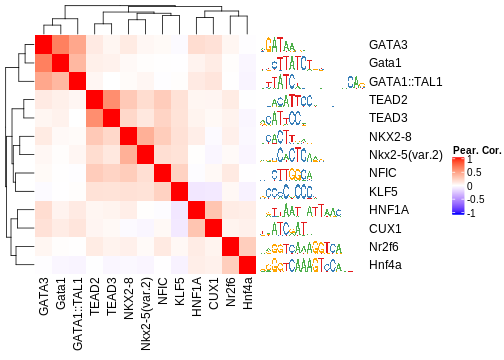 GATA3
Gata1
GATA1::TAL1
TEAD2
TEAD3
NKX2-8
Nkx2-5(var.2)
NFIC
KLF5
HNF1A
CUX1
Nr2f6
Hnf4a
Pear. Cor.
1
0.5
0
-0.5
-1
GATA3
Gata1
GATA1::TAL1
TEAD2
TEAD3
NKX2-8
Nkx2-5(var.2)
NFIC
KLF5
HNF1A
CUX1
Nr2f6
Hnf4a